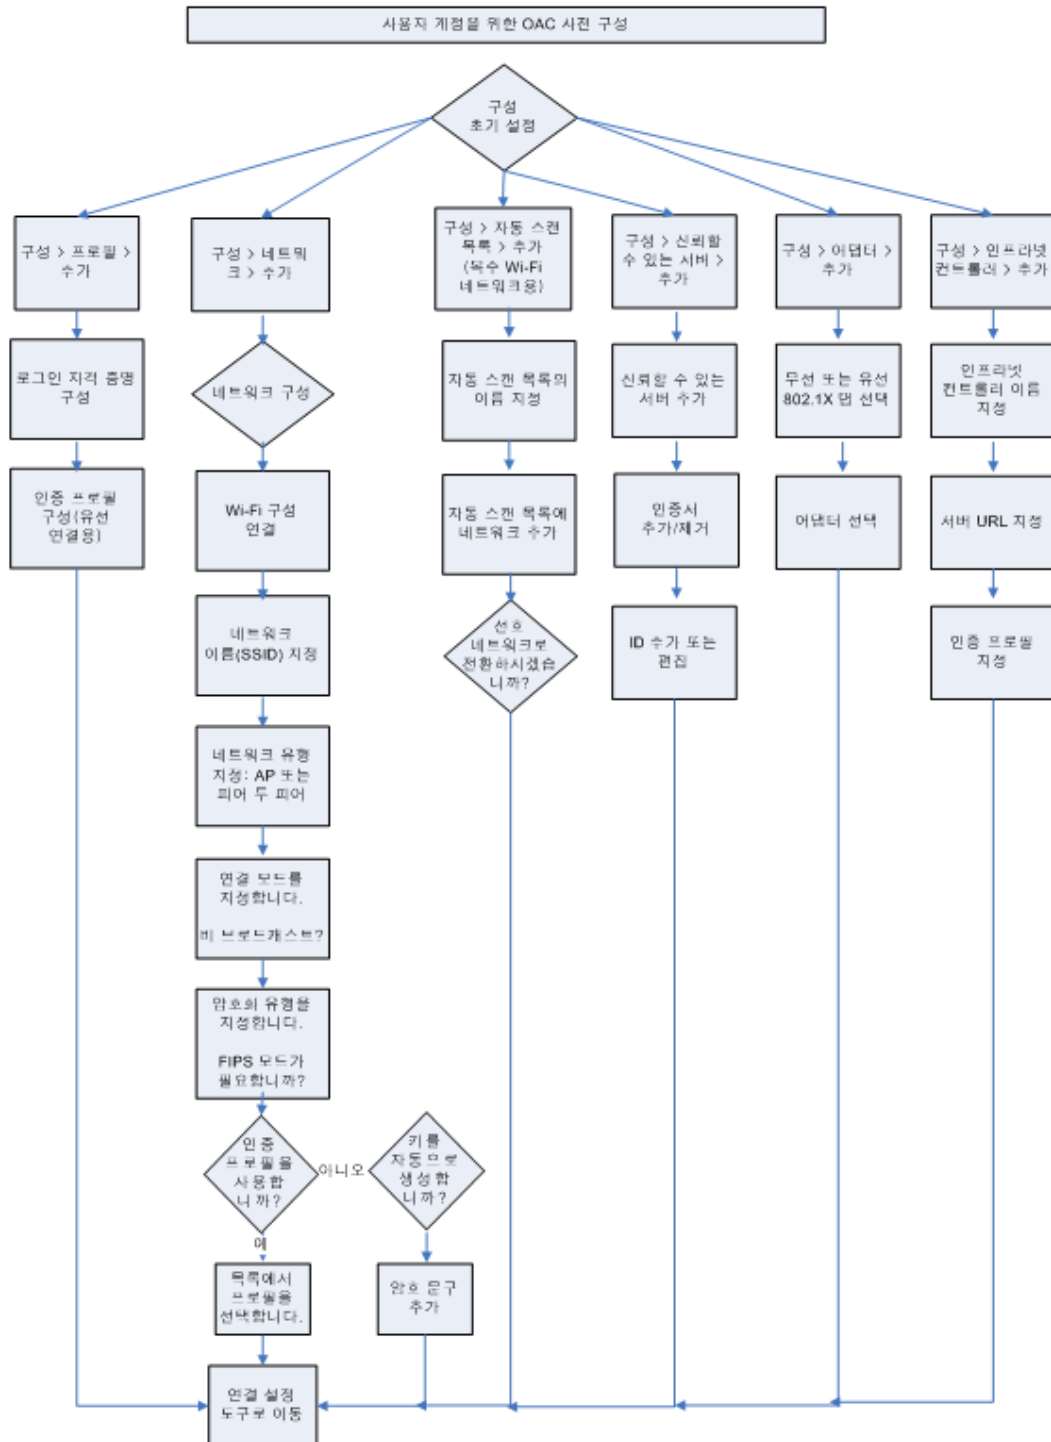 사용자 계정을 위한 OAC 사전 구성
구성
초기 설정
구성 > 프로필 >
추가
구성 > 네트워
크 > 추가
구성 > 자동 스캔
목록 > 추가
(복수 Wi-Fi
네트워크용)
구성 > 신뢰할
수 있는 서버 >
추가
구성 > 어댑터 >
추가
구성 > 인프라넷
컨트롤러 > 추가
로그인 자격 증명
구성
네트워크 구성
자동 스캔 목록의
이름 지정
신뢰할 수 있는
서버 추가
무선 또는 유선
802.1X 탭 선택
인프라넷
컨트롤러 이름
지정
인증 프로필
구성(유선
연결용)
Wi-Fi 구성
연결
자동 스캔 목록에
네트워크 추가
인증서
추가/제거
어댑터 선택
서버 URL 지정
네트워크
이름(SSID) 지정
선호
네트워크로
전환하시겠습
니까?
ID 추가 또는
편집
인증 프로필
지정
네트워크 유형
지정: AP 또는
피어 투 피어
연결 모드를
지정합니다.
비 브로드캐스트?
암호화 유형을
지정합니다.
FIPS 모드가
필요합니까?
인증
프로필을
사용합
니까?
아니오
키를
자동으로
생성합
니까?
예
목록에서
프로필을
선택합니다.
암호 문구
추가
연결 설정
도구로 이동